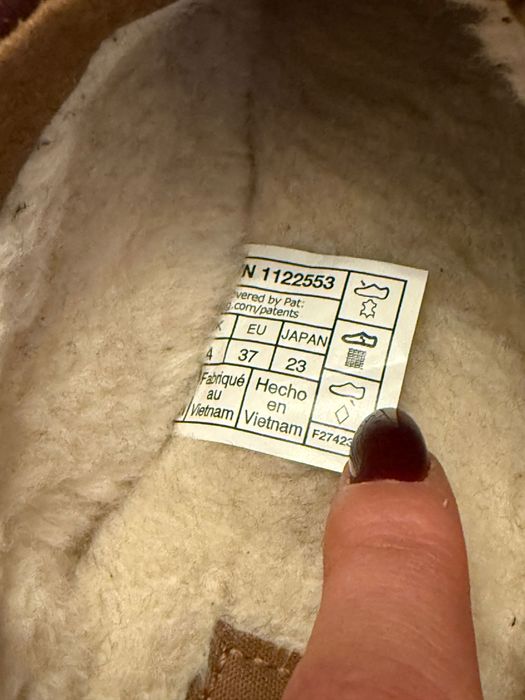 N 1122553
vered by Pat:
g.com/patents
K EU JAPAN
4 37 23
Fabriqué au Vietnam
Hecho en Vietnam
F27423